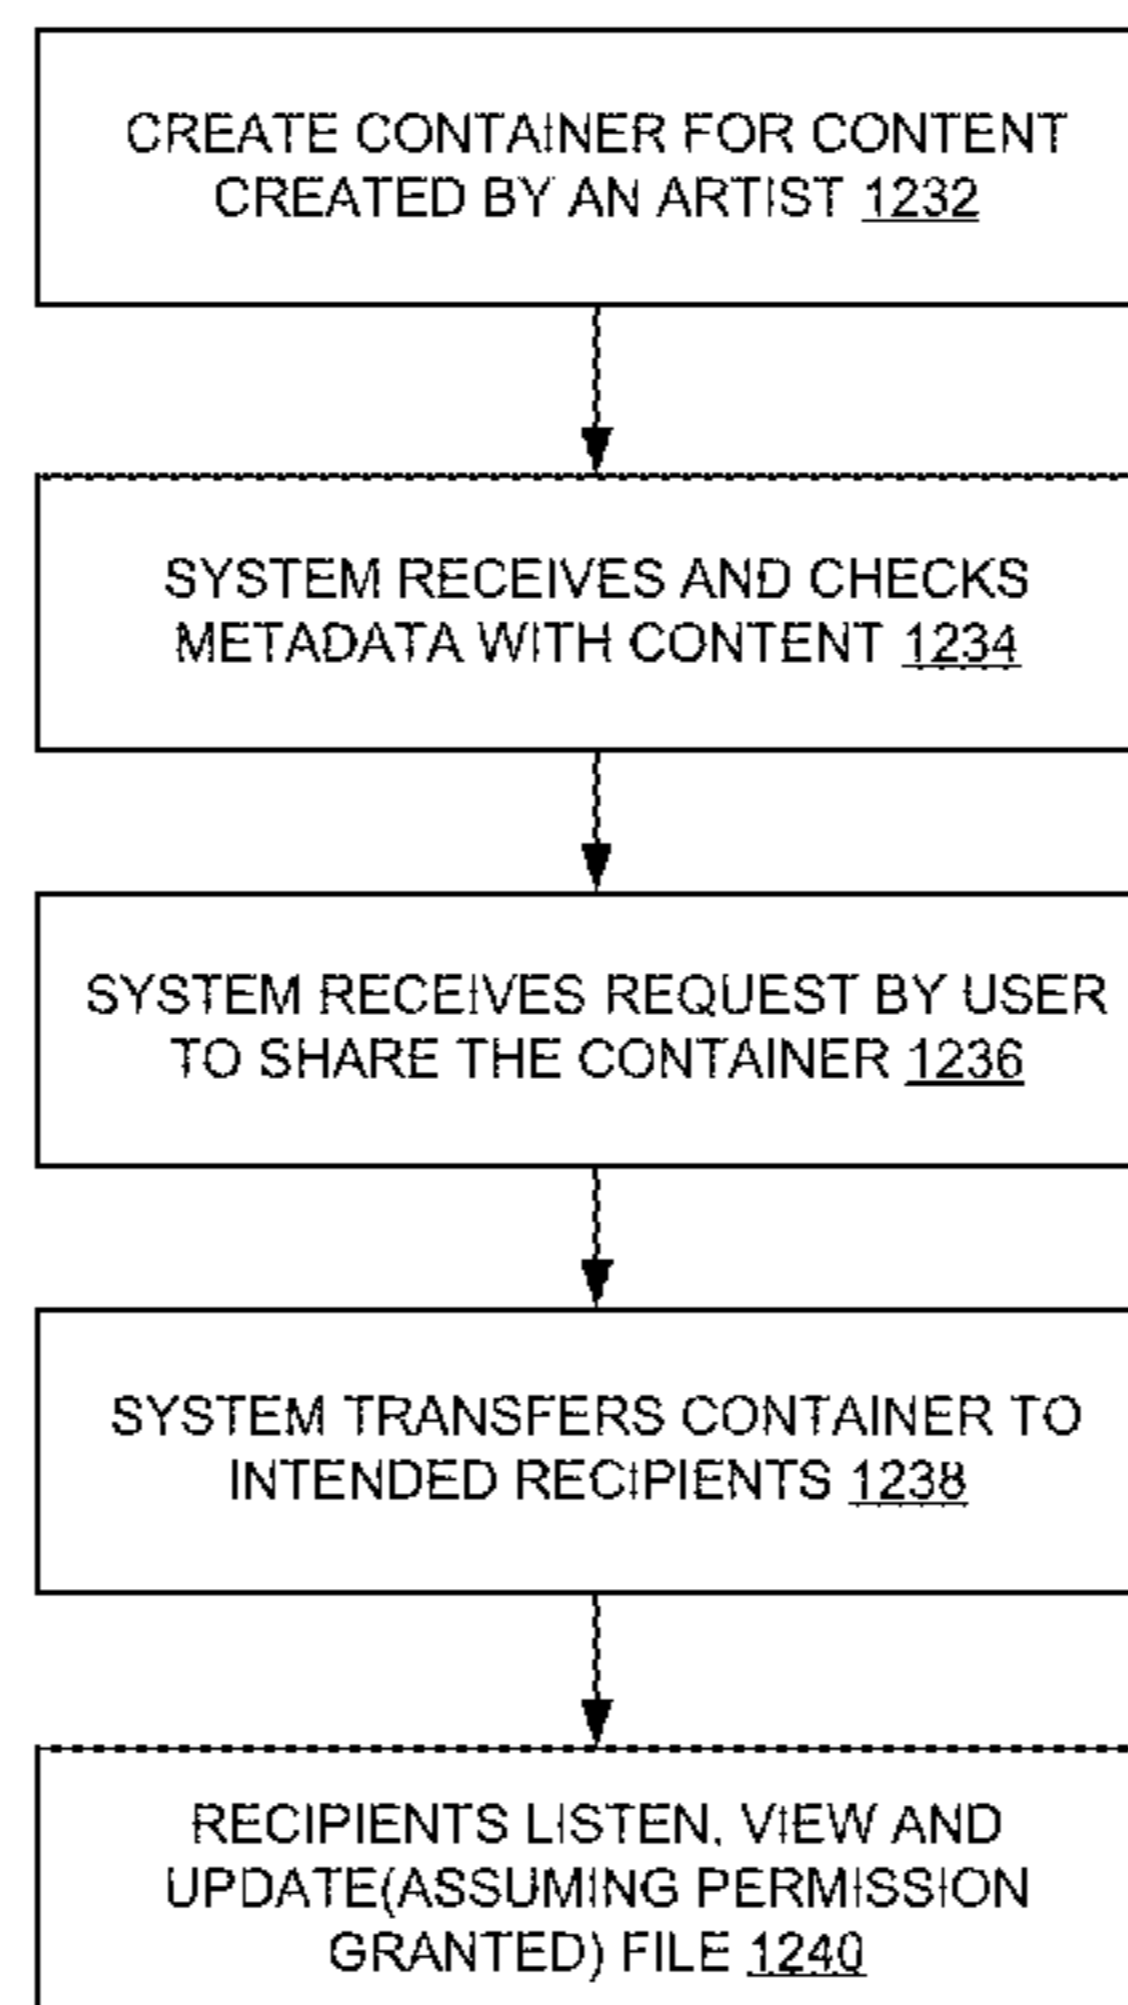 CREATE CONTAINER FOR CONTENT
CREATED BY AN ARTIST 1232
SYSTEM RECEIVES AND CHECKS
METADATA WITH CONTENT 1234
SYSTEM RECEIVES REQUEST BY USER
TO SHARE THE CONTAINER 1236
SYSTEM TRANSFERS CONTAINER TO
INTENDED RECIPIENTS 1238
RECIPIENTS LISTEN, VIEW AND
UPDATE(ASSUMING PERMISSION
GRANTED) FILE 1240